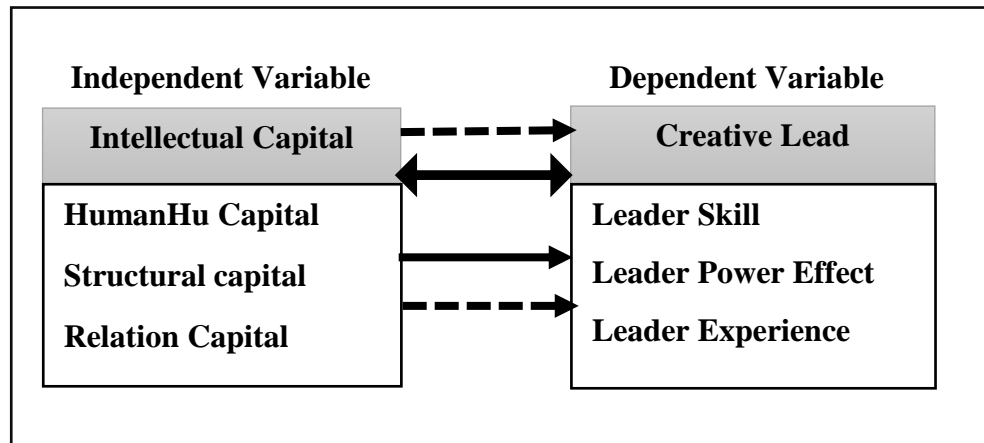 Independent Variable
Dependent Variable
Intellectual Capital
Creative Lead
HumanHu Capital
Structural capital
Relation Capital
Leader Skill
Leader Power Effect
Leader Experience